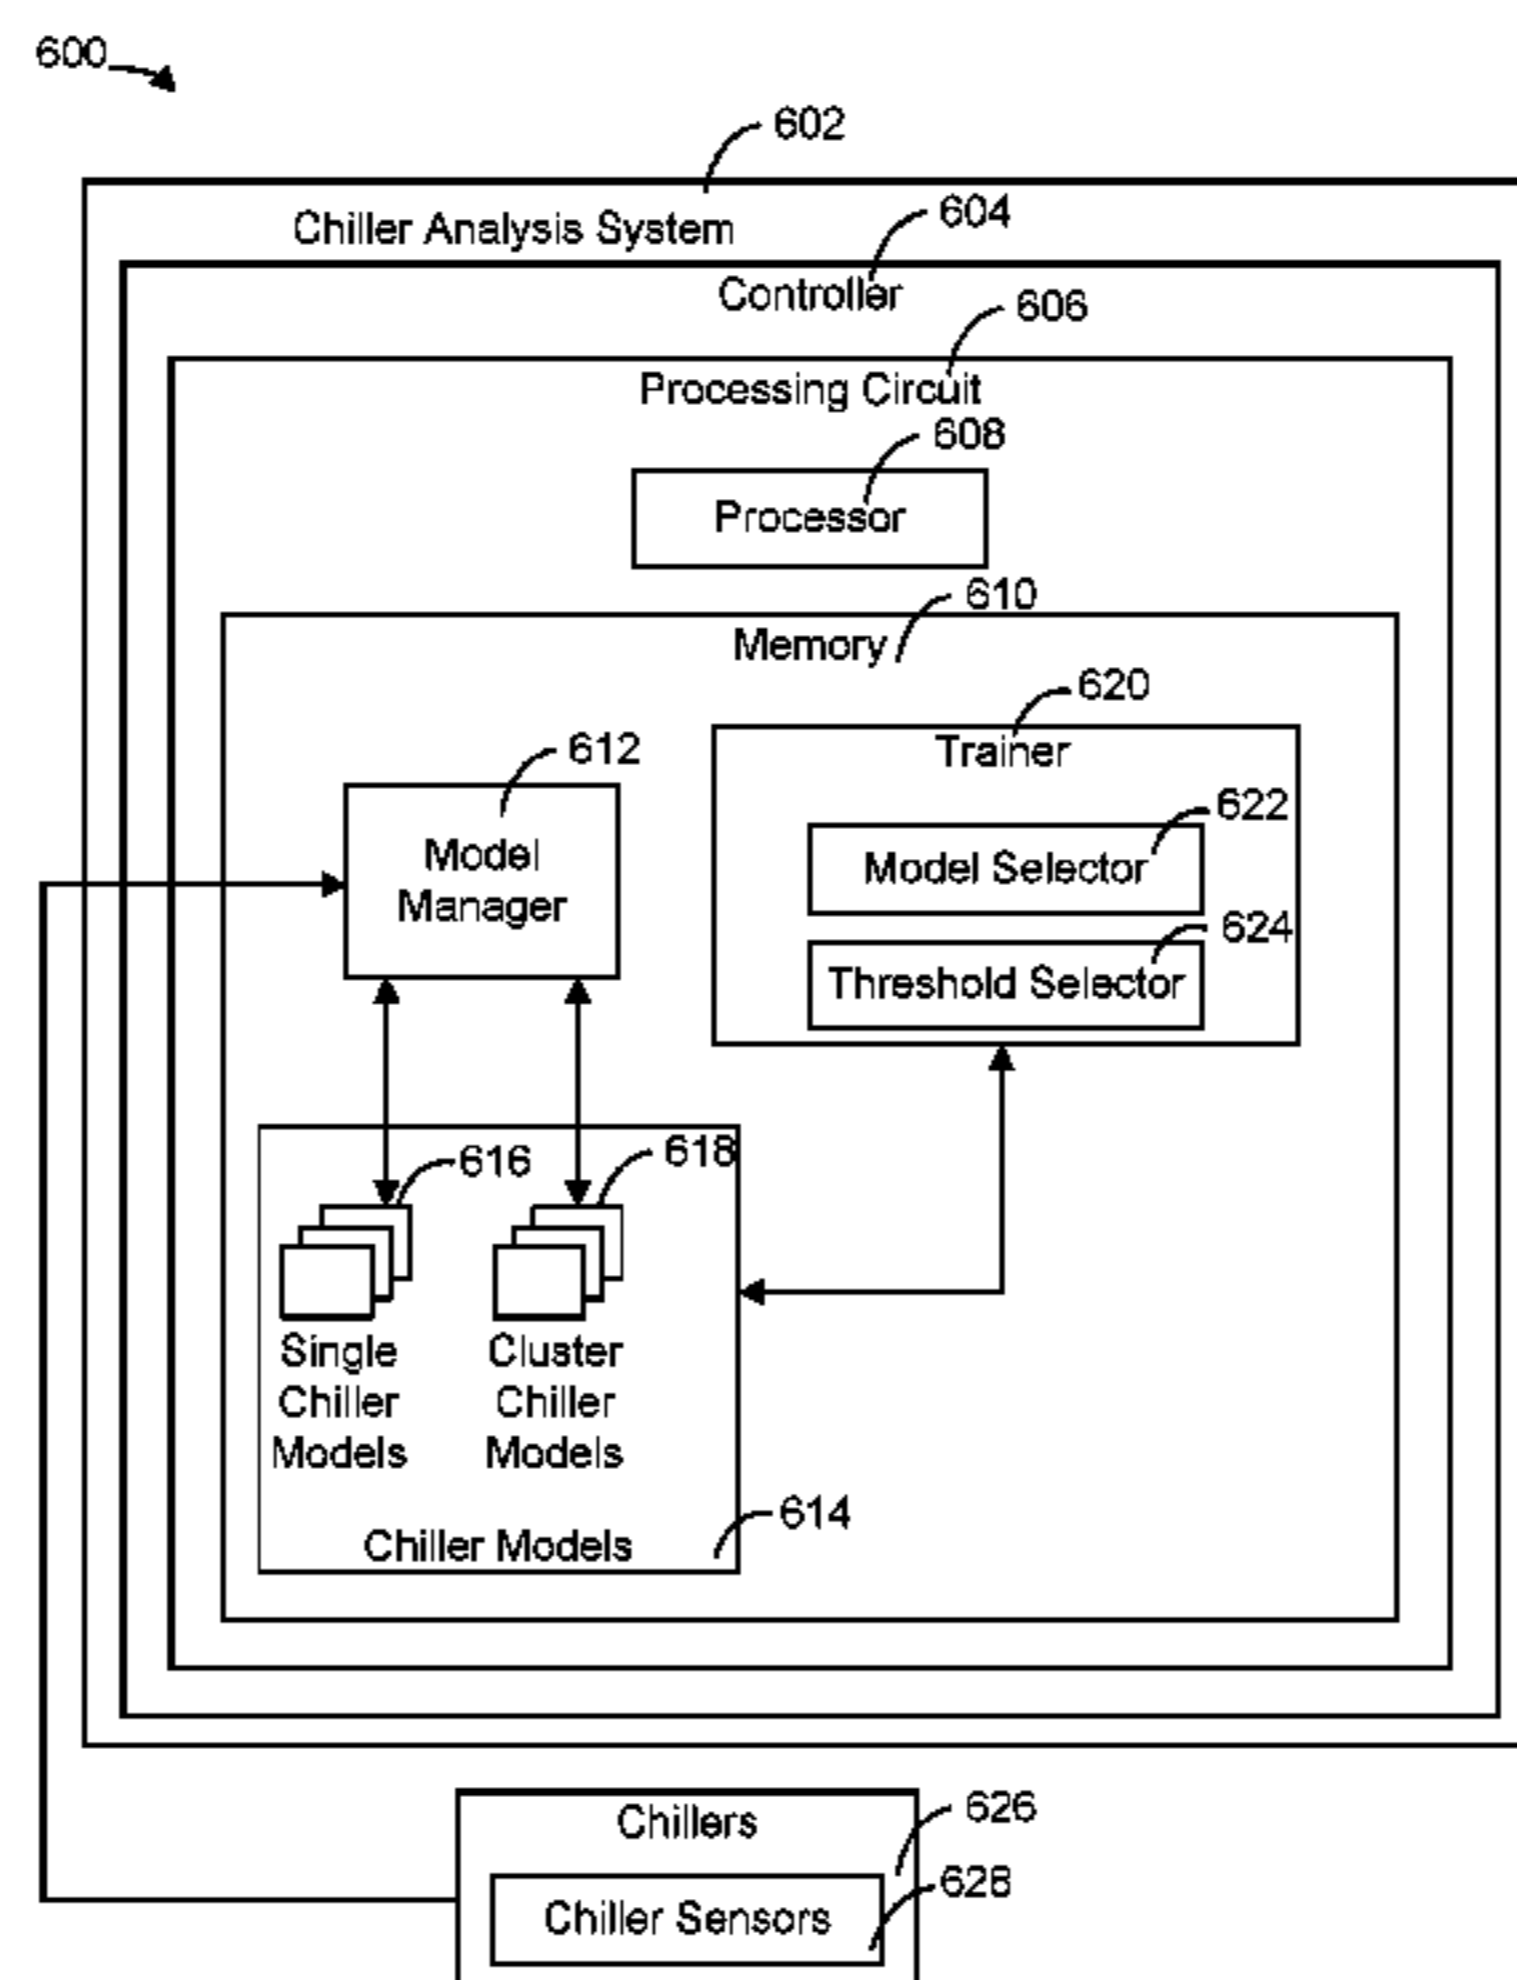 600
602
Chiller Analysis System
604
Controller
606
Processing Circuit
608
Processor
610
Memory
620
Trainer
612
Model
Manager
622
Model Selector
624
Threshold Selector
616
618
Single
Chiller
Models
Cluster
Chiller
Models
614
Chiller Models
626
Chillers
628
Chiller Sensors